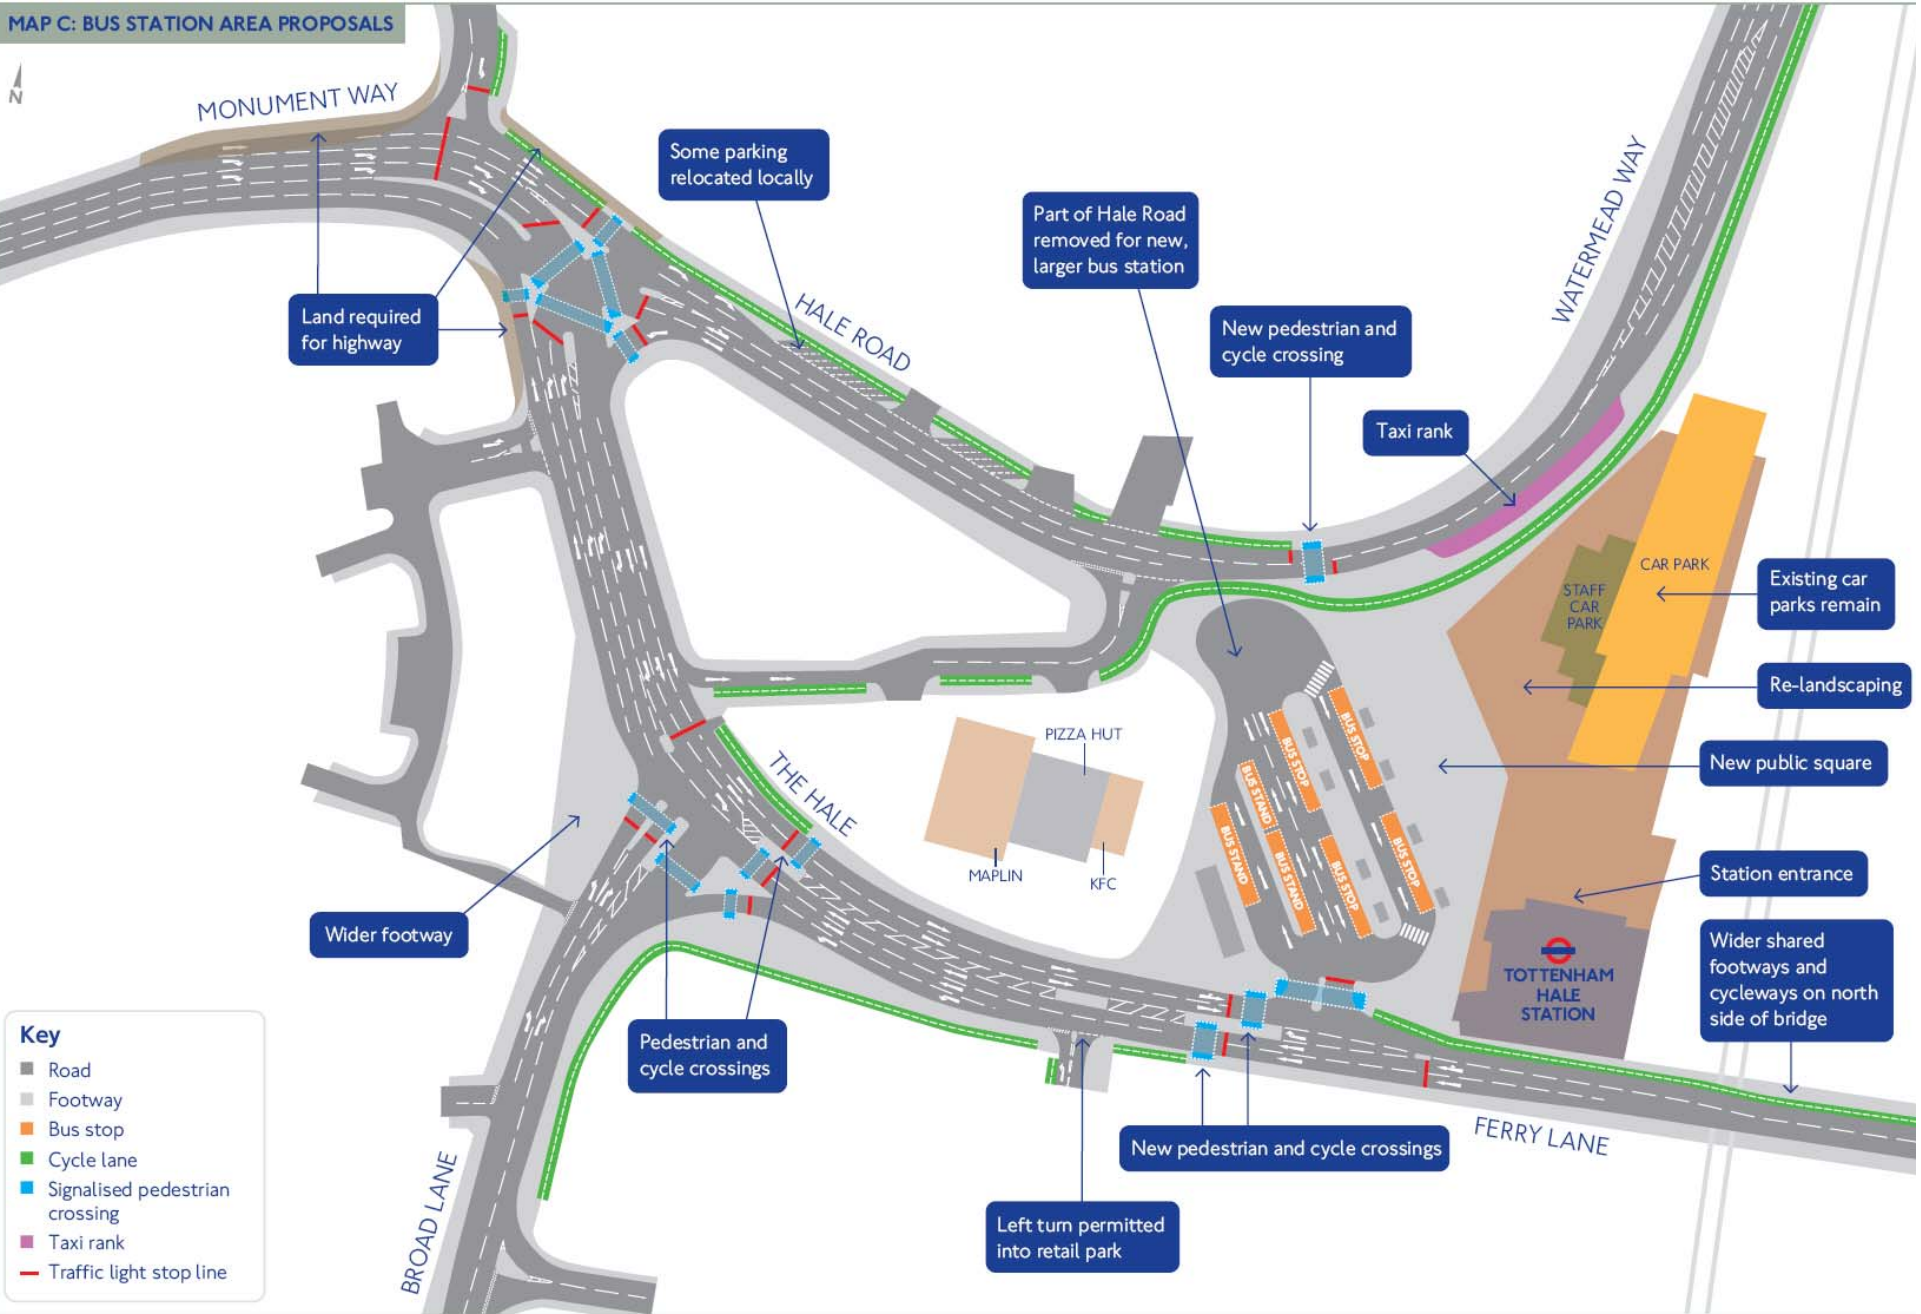 MAP C: BUS STATION AREA PROPOSALS
N
MONUMENT WAY
Some parking
relocated locally
Part of Hale Road
removed for new,
larger bus station
WATERMEAD WAY
Land required
for highway
HALE ROAD
New pedestrian and
cycle crossing
Taxi rank
CAR PARK
STAFF
CAR
PARK
Existing car
parks remain
Re-landscaping
New public square
Station entrance
Wider shared
footways and
cycleways on north
side of bridge
PIZZA HUT
MAPLIN
KFC
THE HALE
BUS STOP
BUS STOP
BUS STAND
BUS STAND
BUS STAND
BUS STOP
BUS STOP
TOTTENHAM
HALE
STATION
Wider footway
Pedestrian and
cycle crossings
New pedestrian and cycle crossings
Left turn permitted
into retail park
FERRY LANE
BROAD LANE
Key
Road
Footway
Bus stop
Cycle lane
Signalised pedestrian
crossing
Taxi rank
Traffic light stop line